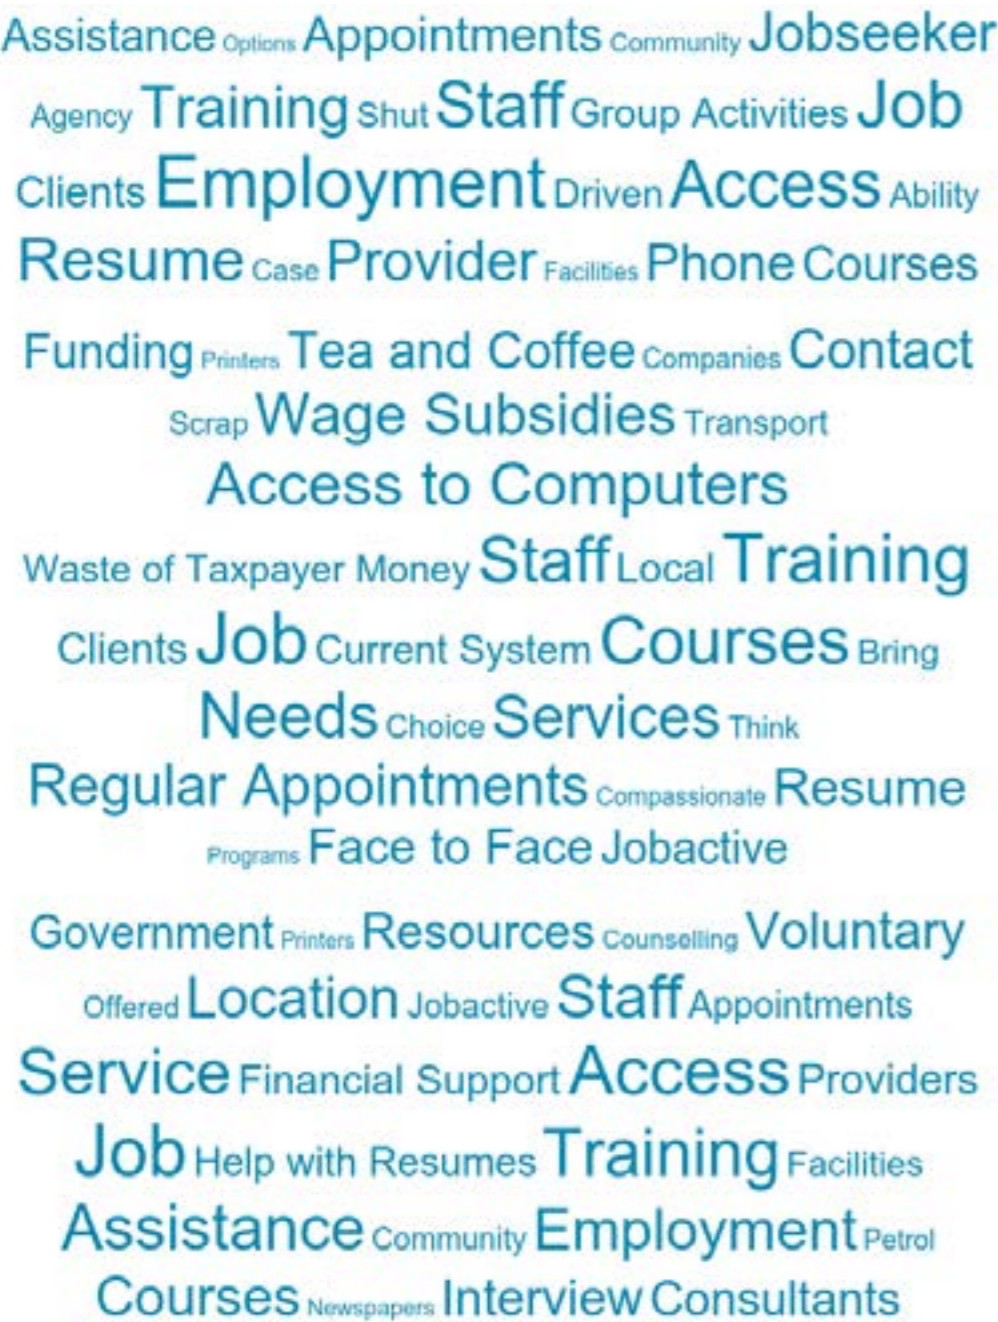 Assistance Options Appointments Community Jobseeker
Agency Training Shut Staff Group Activities Job
Clients Employment Driven Access Ability
Resume Case Provider Facilities Phone Courses
Funding Printers Tea and Coffee Companies Contact
Scrap Wage Subsidies Transport
Access to Computers
Waste of Taxpayer Money Staff Local Training
Clients Job Current System Courses Bring
Needs Choice Services Think
Regular Appointments Compassionate Resume
Programs Face to Face Jobactive
Government Printers Resources Counselling Voluntary
Offered Location Jobactive Staff Appointments
Service Financial Support Access Providers
Job Help with Resumes Training Facilities
Assistance Community Employment Petrol
Courses Newspapers Interview Consultants